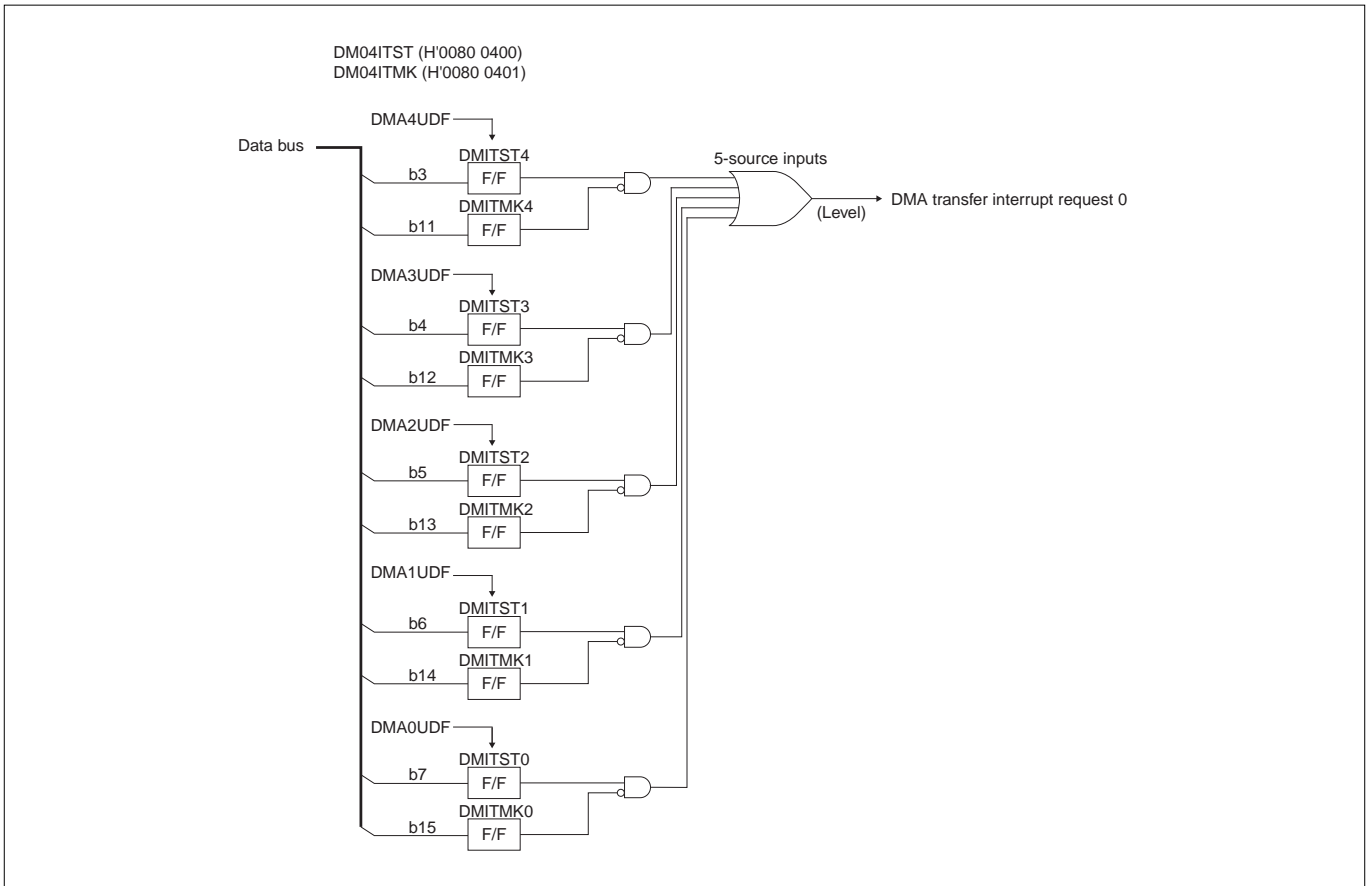 DM04ITST (H'0080 0400)
DM04ITMK (H'0080 0401)
DMA4UDF
Data bus
DMITST4
5-source inputs
b3
F/F
DMITMK4
(Level)
DMA transfer interrupt request 0
b11
F/F
DMA3UDF
DMITST3
b4
F/F
DMITMK3
b12
F/F
DMA2UDF
DMITST2
b5
F/F
DMITMK2
b13
F/F
DMA1UDF
DMITST1
b6
F/F
DMITMK1
b14
F/F
DMA0UDF
DMITST0
b7
F/F
DMITMK0
b15
F/F